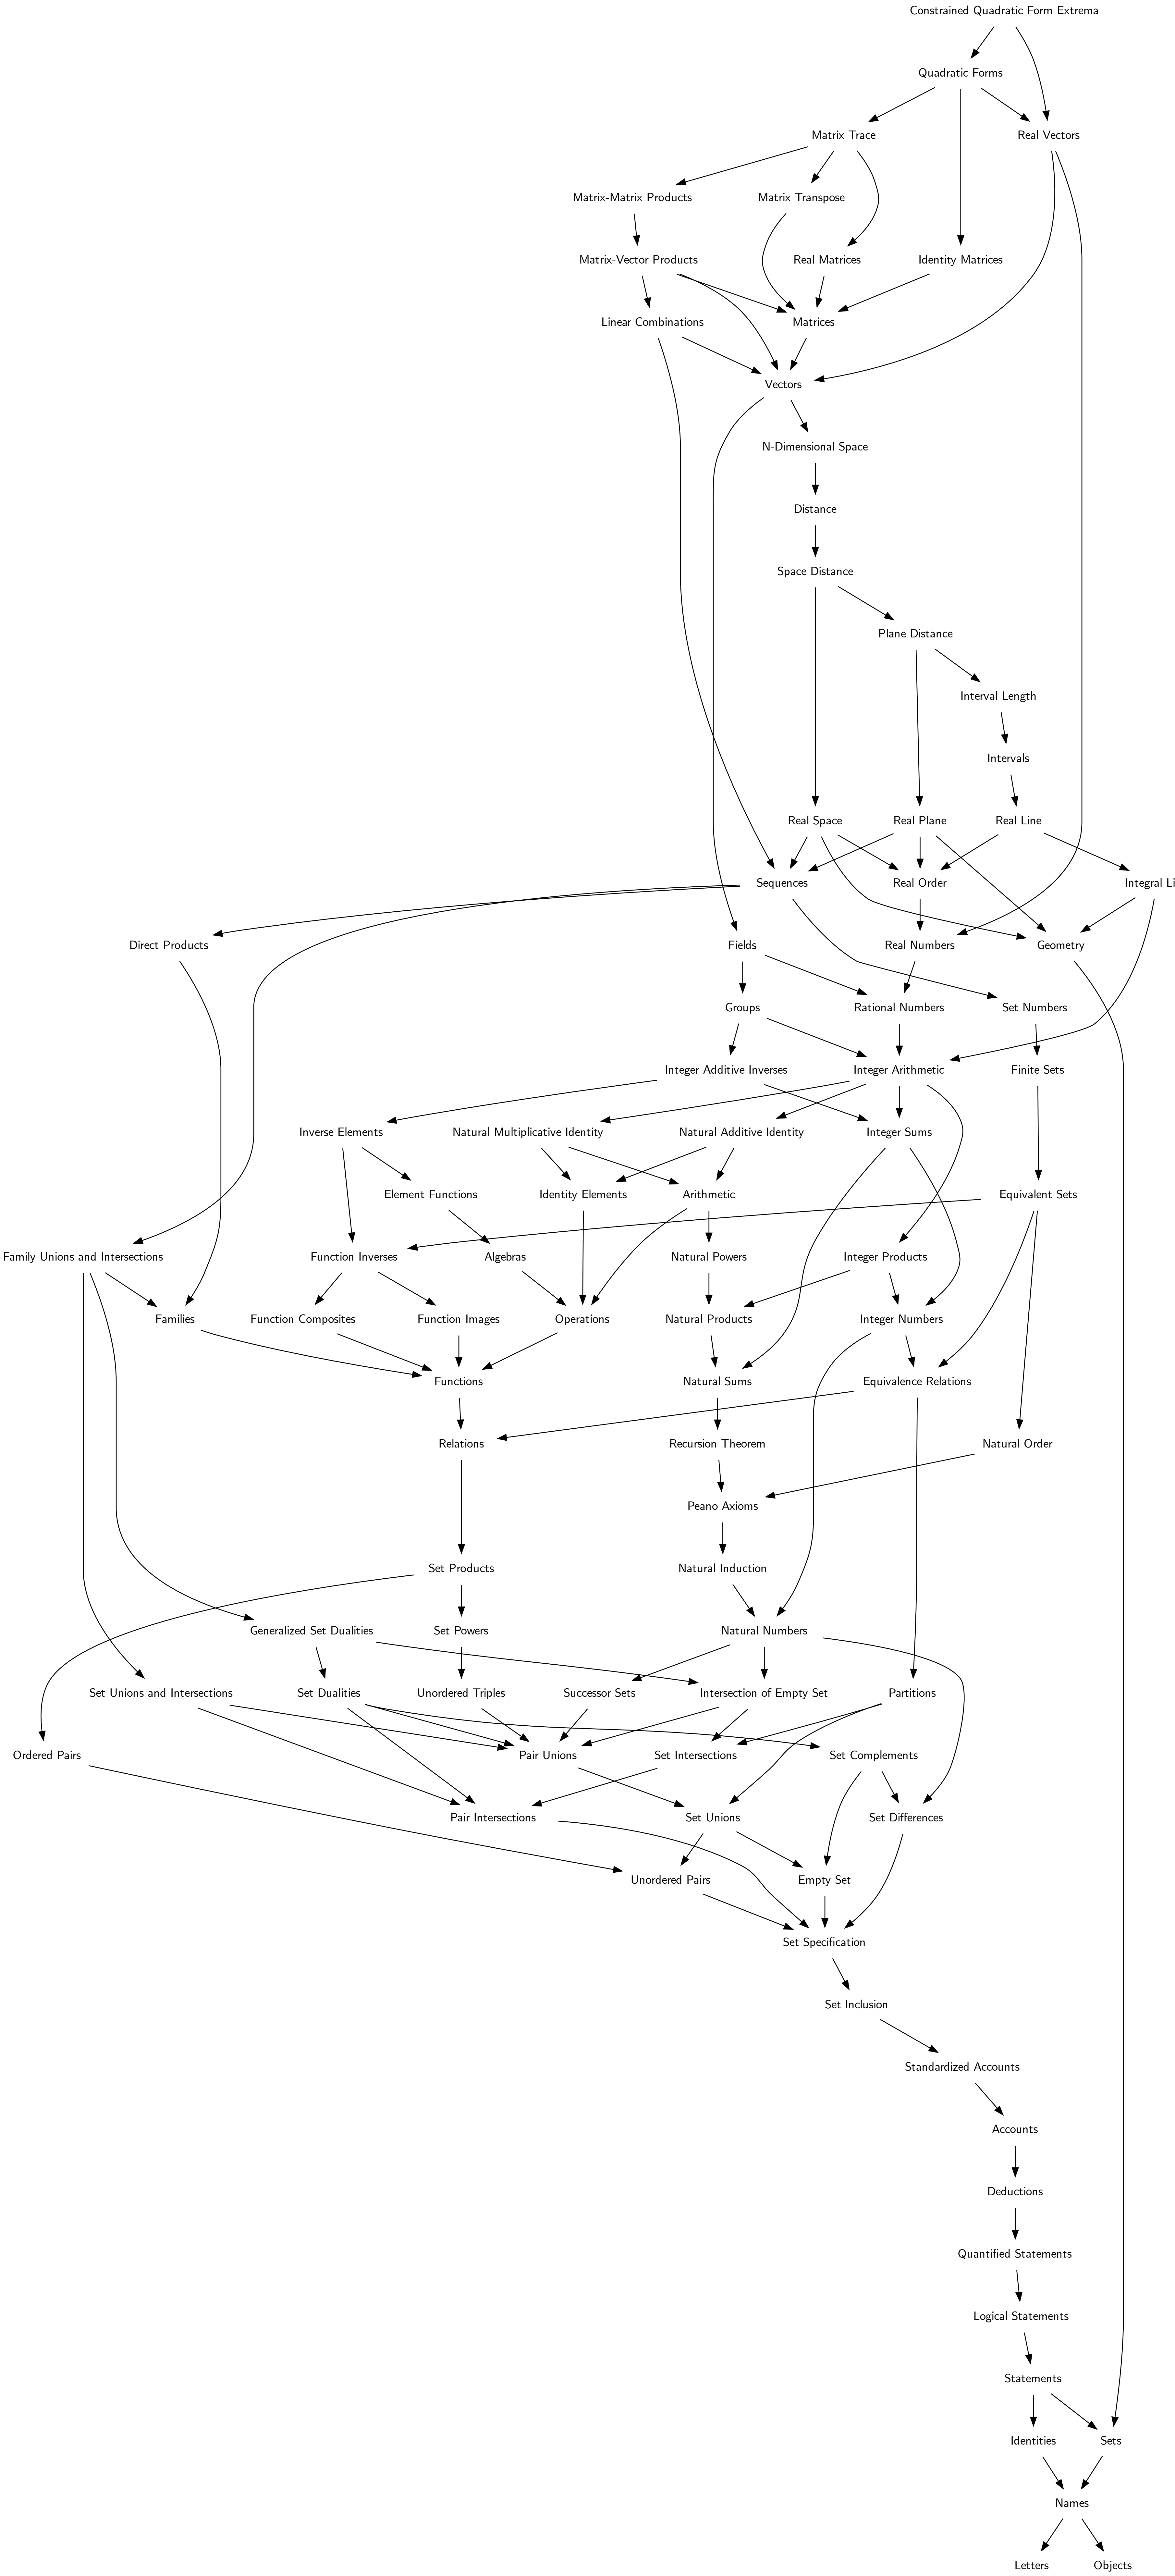 Constrained Quadratic Form Extrema
Quadratic Forms
Matrix Trace
Real Vectors
Matrix-Matrix Products
Matrix Transpose
Matrix-Vector Products
Real Matrices
Identity Matrices
Linear Combinations
Matrices
Vectors
N-Dimensional Space
Distance
Space Distance
Plane Distance
Interval Length
Intervals
Real Space
Real Plane
Real Line
Sequences
Real Order
Integral Li
Direct Products
Fields
Real Numbers
Geometry
Groups
Rational Numbers
Set Numbers
Integer Additive Inverses
Integer Arithmetic
Finite Sets
Inverse Elements
Natural Multiplicative Identity
Natural Additive Identity
Integer Sums
Element Functions
Identity Elements
Arithmetic
Equivalent Sets
Family Unions and Intersections
Function Inverses
Algebras
Natural Powers
Integer Products
Families
Function Composites
Function Images
Operations
Natural Products
Integer Numbers
Functions
Natural Sums
Equivalence Relations
Relations
Recursion Theorem
Natural Order
Peano Axioms
Set Products
Natural Induction
Generalized Set Dualities
Set Powers
Natural Numbers
Set Unions and Intersections
Set Dualities
Unordered Triples
Successor Sets
Intersection of Empty Set
Partitions
Ordered Pairs
Pair Unions
Set Intersections
Set Complements
Pair Intersections
Set Unions
Set Differences
Unordered Pairs
Empty Set
Set Specification
Set Inclusion
Standardized Accounts
Accounts
Deductions
Quantified Statements
Logical Statements
Statements
Identities
Sets
Names
Letters
Objects